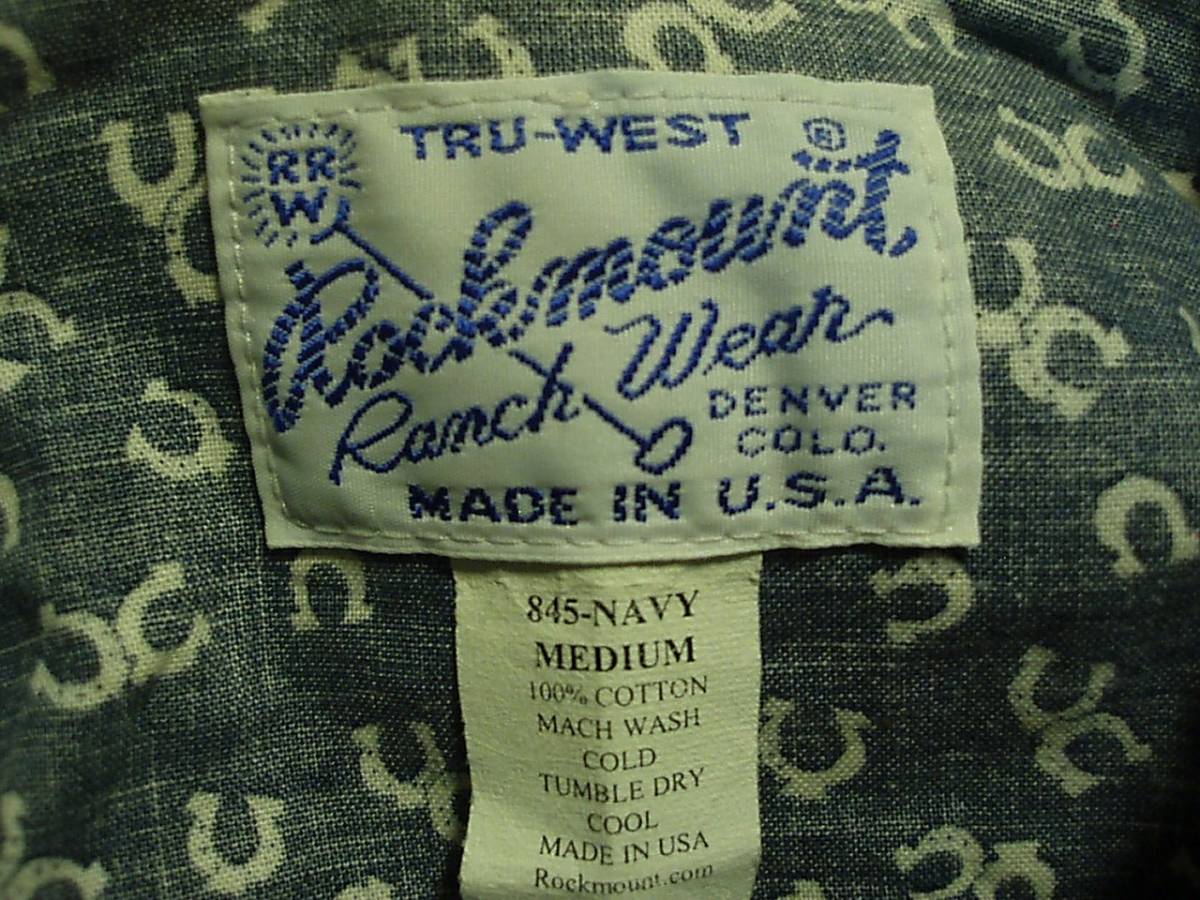 TRU-WEST ®
RR
W
Rockmount
Ranch Wear
DENVER
COLO.
MADE IN U.S.A.
845-NAVY
MEDIUM
100% COTTON
MACH WASH
COLD
TUMBLE DRY
COOL
MADE IN USA
Rockmount.com